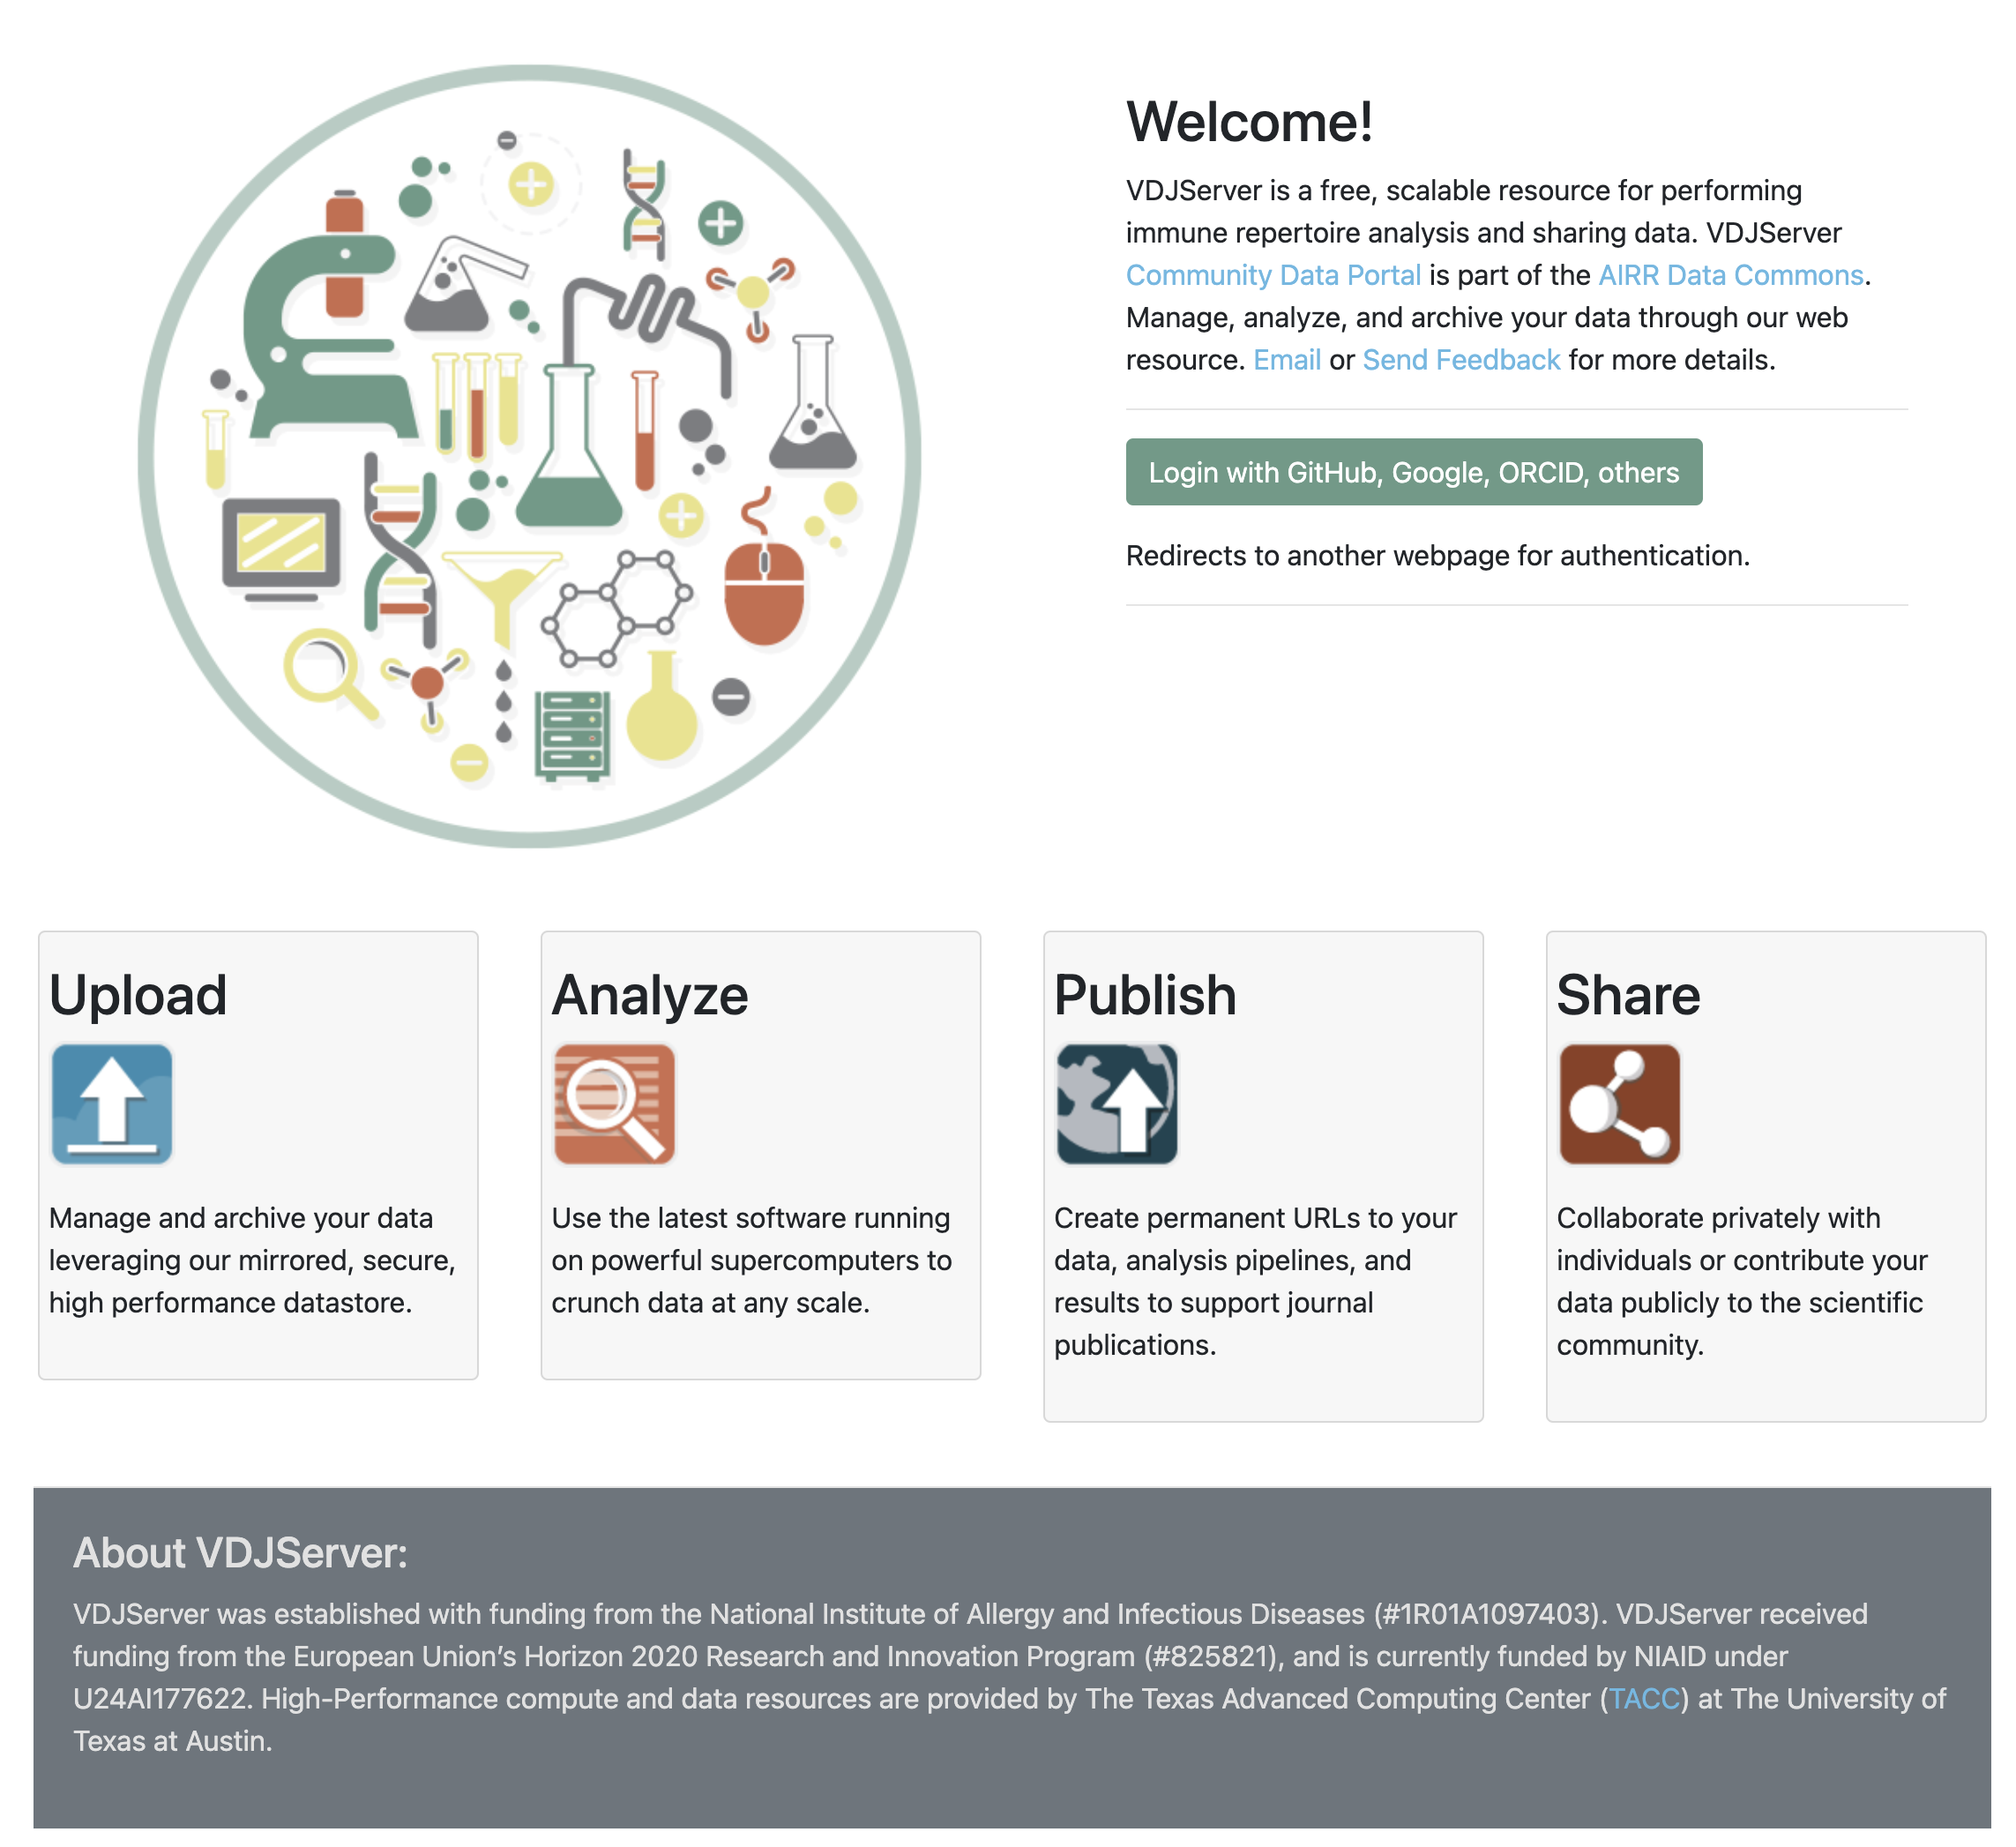 Welcome!
VDJServer is a free, scalable resource for performing
immune repertoire analysis and sharing data. VDJServer
Community Data Portal is part of the AIRR Data Commons.
Manage, analyze, and archive your data through our web
resource. Email or Send Feedback for more details.
Login with GitHub, Google, ORCID, others
Redirects to another webpage for authentication.
Upload
Manage and archive your data
leveraging our mirrored, secure,
high performance datastore.
Analyze
Use the latest software running
on powerful supercomputers to
crunch data at any scale.
Publish
Create permanent URLs to your
data, analysis pipelines, and
results to support journal
publications.
Share
Collaborate privately with
individuals or contribute your
data publicly to the scientific
community.
About VDJServer:
VDJServer was established with funding from the National Institute of Allergy and Infectious Diseases (#1R01A1097403). VDJServer received
funding from the European Union’s Horizon 2020 Research and Innovation Program (#825821), and is currently funded by NIAID under
U24AI177622. High-Performance compute and data resources are provided by The Texas Advanced Computing Center (TACC) at The University of
Texas at Austin.